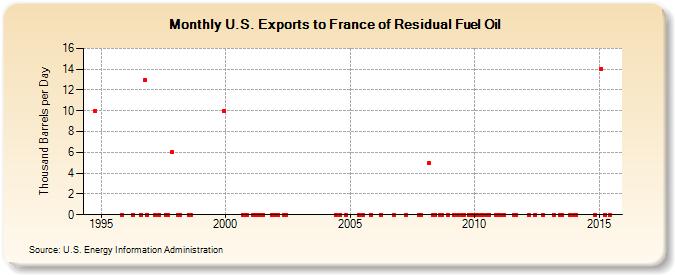 Monthly U.S. Exports to France of Residual Fuel Oil
Thousand Barrels per Day
16
14
12
10
8
6
4
2
0
1995 2000 2005 2010 2015
Source: U.S. Energy Information Administration